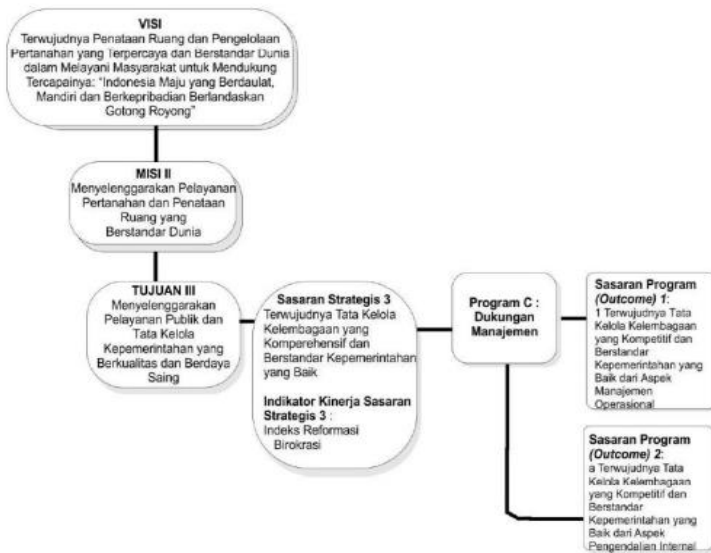 VISI
Terwujudnya Penataan Ruang dan Pengelolaan
Pertanahan yang Terpercaya dan Berstandar Dunia
dalam Melayani Masyarakat untuk Mendukung
Tercapainya: “Indonesia Maju yang Berdaulat,
Mandiri dan Berkepribadian Berlandaskan
Gotong Royong”
MISI II
Menyelenggarakan Pelayanan
Pertanahan dan Penataan
Ruang yang
Berstandar Dunia
TUJUAN III
Menyelenggarakan
Pelayanan Publik dan
Tata Kelola
Kepemerintahan yang
Berkualitas dan Berdaya
Saing
Sasaran Strategis 3
Terwujudnya Tata Kelola
Kelembagaan yang
Komperehensif dan
Berstandar Kepemerintahan
yang Baik
Indikator Kinerja Sasaran
Strategis 3 :
Indeks Reformasi
Birokrasi
Program C :
Dukungan
Manajemen
Sasaran Program
(Outcome) 1:
1 Terwujudnya Tata
Kelola Kelembagaan
yang Kompetitif dan
Berstandar
Kepemerintahan yang
Baik dari Aspek
Manajemen
Operasional
Sasaran Program
(Outcome) 2:
a Terwujudnya Tata
Kelola Kelembagaan
yang Kompetitif dan
Berstandar
Kepemerintahan yang
Baik dari Aspek
Pengendalian Internal